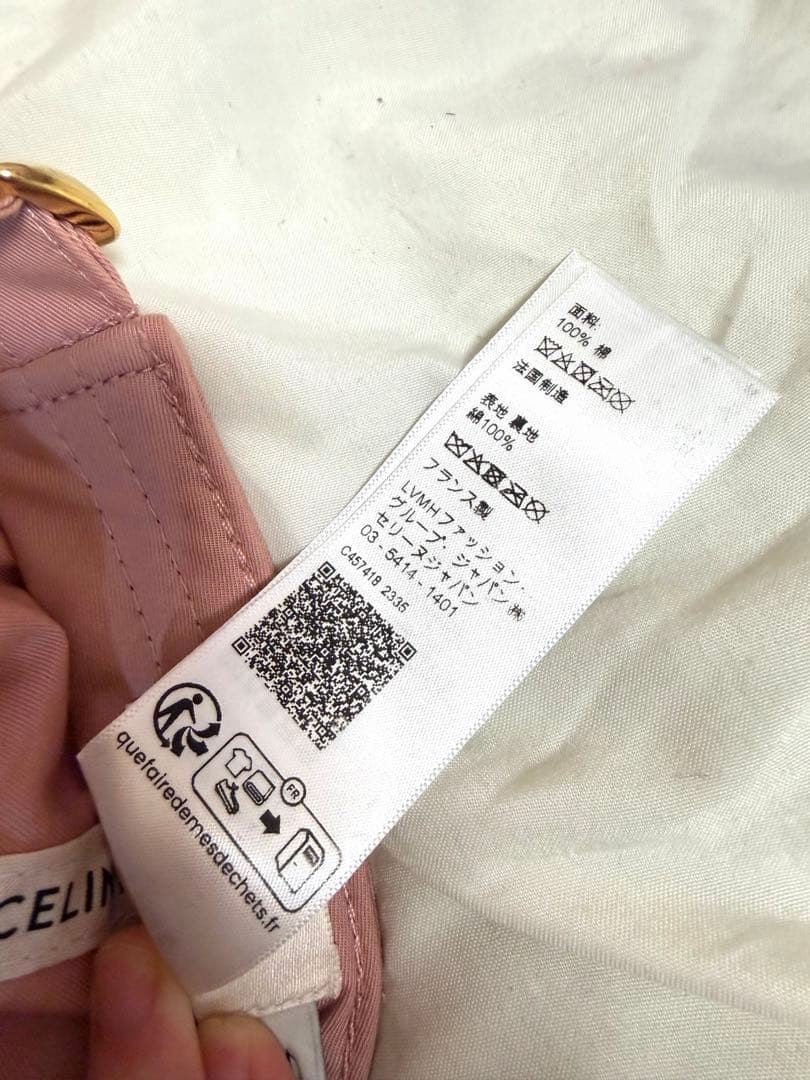 面料:
100% 棉
法国制造
表地 裏地
綿100%
フランス製
LVMHファッション・
グループ・ジャパン㈱
セリーヌジャパン
03 - 5414 - 1401
C457418 2335
FR
quefairedemesdechets.fr
CELIN